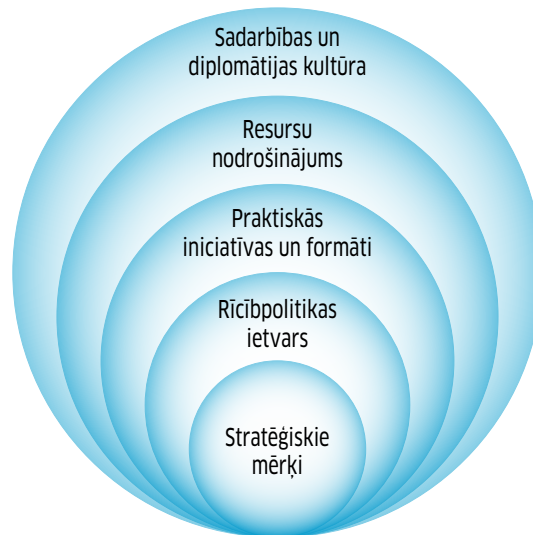 Sadarbības un
diplomātijas kultūra
Resursu
nodrošinājums
Praktiskās
iniciatīvas un formāti
Rīcībpolitikas
ietvars
Stratēģiskie
mērķi